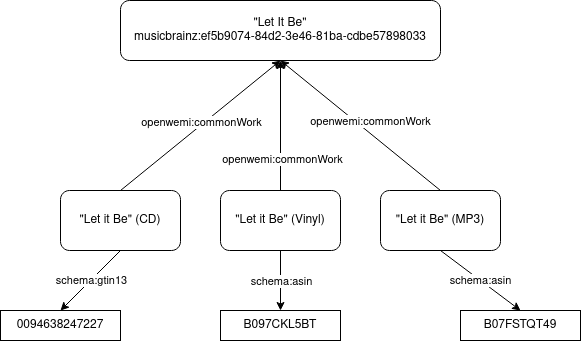 "Let It Be"
musicbrainz:ef5b9074-84d2-3e46-81ba-cdbe57898033
openwemi:commonWork
openwemi:commonWork
openwemi:commonWork
"Let it Be" (CD)
"Let it Be" (Vinyl)
"Let it Be" (MP3)
schema:gtin13
schema:asin
schema:asin
0094638247227
B097CKL5BT
B07FSTQT49